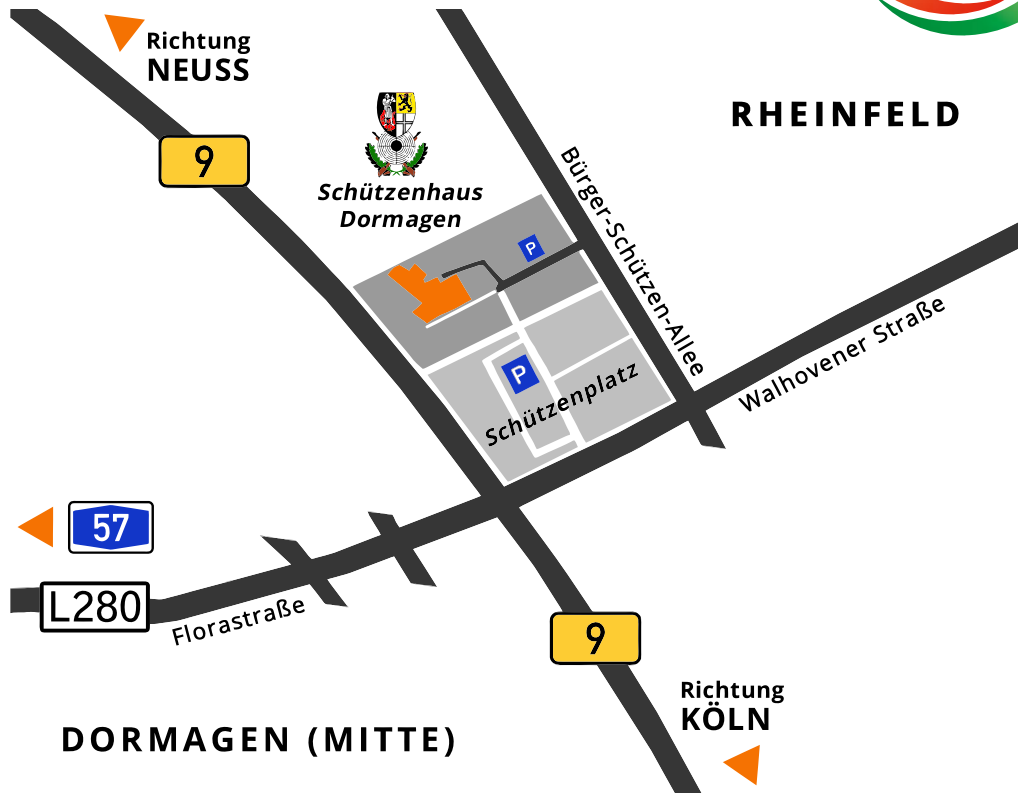 Richtung
NEUSS
RHEINFELD
9
Schützenhaus
Dormagen
Bürger-Schützen-Allee
P
Walhovener Straße
P
Schützenplatz
57
L280
Florastraße
9
Richtung
KÖLN
DORMAGEN (MITTE)